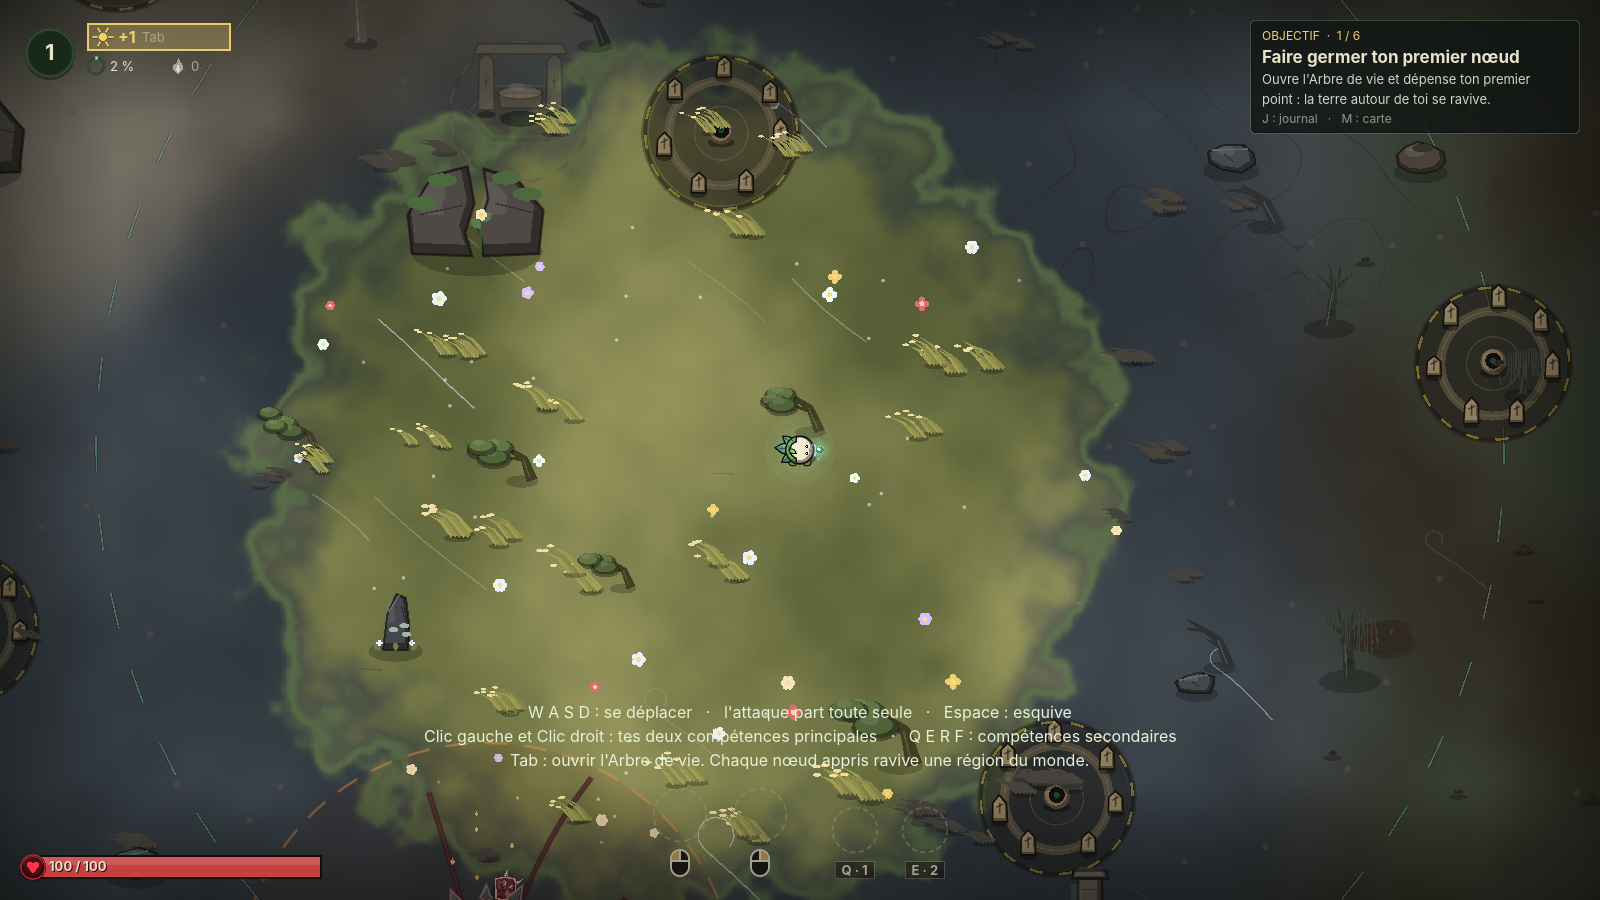 1
+1 Tab
2 %
0
OBJECTIF · 1 / 6
Faire germer ton premier nœud
Ouvre l'Arbre de vie et dépense ton premier
point : la terre autour de toi se ravive.
J : journal · M : carte
W A S D : se déplacer · l'attaque part toute seule · Espace : esquive
Clic gauche et Clic droit : tes deux compétences principales · Q E R F : compétences secondaires
Tab : ouvrir l'Arbre de vie. Chaque nœud appris ravive une région du monde.
100 / 100
Q · 1
E · 2